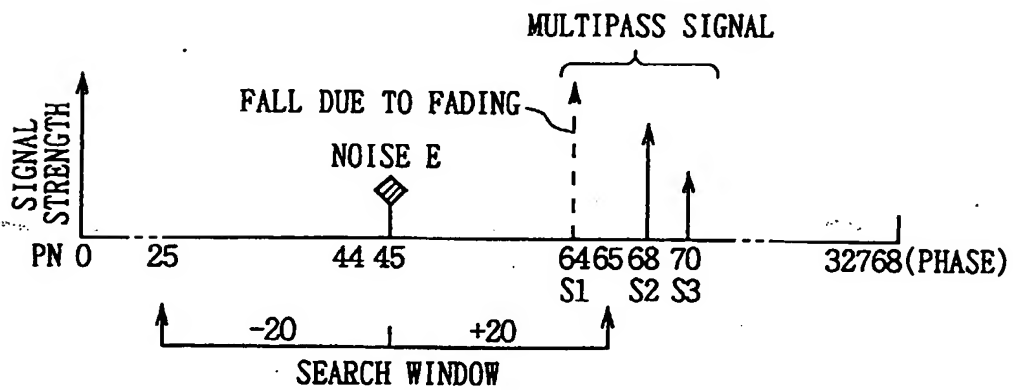 MULTIPASS SIGNAL
FALL DUE TO FADING
NOISE E
SIGNAL
STRENGTH
PN 0 25 44 45 64 65 68 70 32768(PHASE)
S1 S2 S3
-20 +20
SEARCH WINDOW